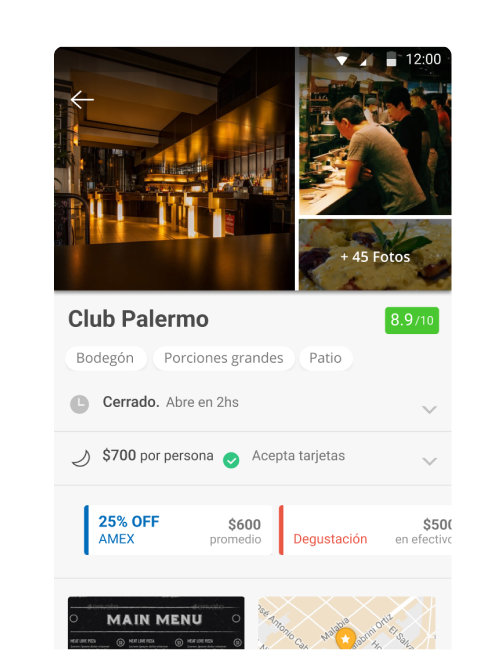 12:00
+ 45 Fotos
Club Palermo
8.9/10
Bodegón Porciones grandes Patio
Cerrado. Abre en 2hs
$700 por persona Acepta tarjetas
25% OFF $600 $500
AMEX promedio Degustación en efectivo
MAIN MENU
José Antonio Ca
Malabia
abrini Ortiz
El Salva